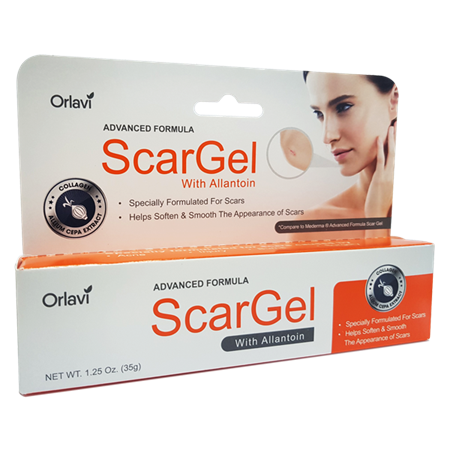 Orlavi
ADVANCED FORMULA
ScarGel
With Allantoin
• Specially Formulated For Scars
• Helps Soften & Smooth The Appearance of Scars
COLLAGEN
ALLIUM CEPA EXTRACT
*Compare to Mederma ® Advanced Formula Scar Gel
Orlavi
ADVANCED FORMULA
ScarGel
With Allantoin
NET WT. 1.25 Oz. (35g)
COLLAGEN
ALLIUM CEPA EXTRACT
• Specially Formulated For Scars
• Helps Soften & Smooth
The Appearance of Scars